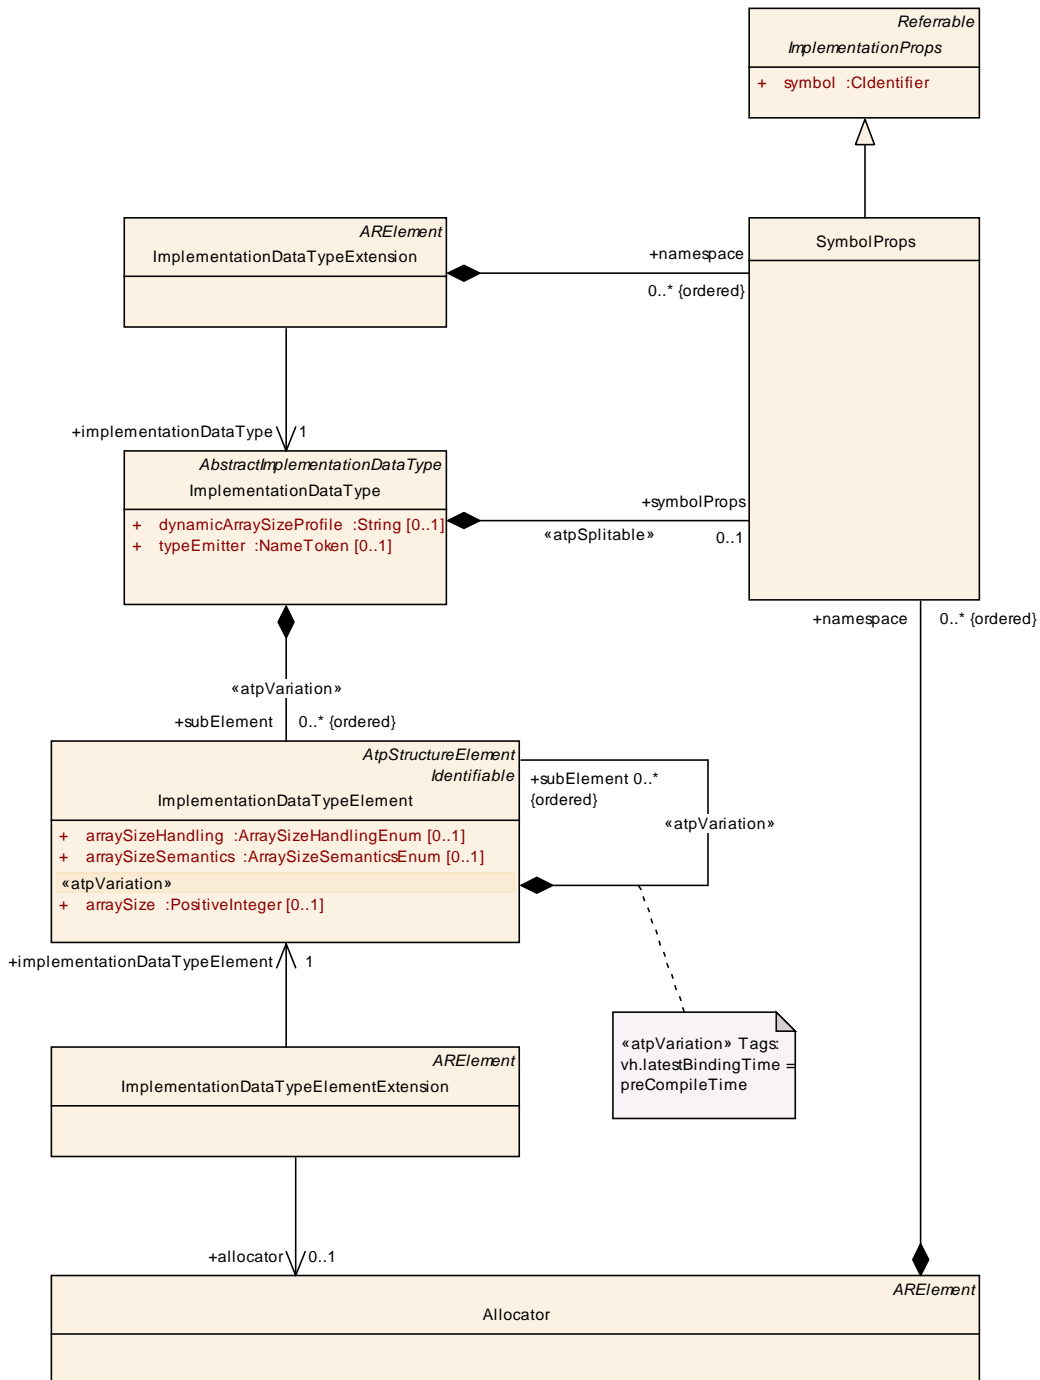 Referrable
ImplementationProps
+ symbol :CIdentifier
ARElement
ImplementationDataTypeExtension
SymbolProps
+namespace
0..* {ordered}
+implementationDataType
1
AbstractImplementationDataType
ImplementationDataType
+ dynamicArraySizeProfile :String [0..1]
+ typeEmitter :NameToken [0..1]
+symbolProps
«atpSplitable»
0..1
+namespace
0..* {ordered}
«atpVariation»
+subElement
0..* {ordered}
AtpStructureElement
Identifiable
ImplementationDataTypeElement
+ arraySizeHandling :ArraySizeHandlingEnum [0..1]
+ arraySizeSemantics :ArraySizeSemanticsEnum [0..1]
«atpVariation»
+ arraySize :PositiveInteger [0..1]
+subElement 0..*
{ordered}
«atpVariation»
+implementationDataTypeElement
1
«atpVariation» Tags:
vh.latestBindingTime =
preCompileTime
ARElement
ImplementationDataTypeElementExtension
+allocator
0..1
ARElement
Allocator